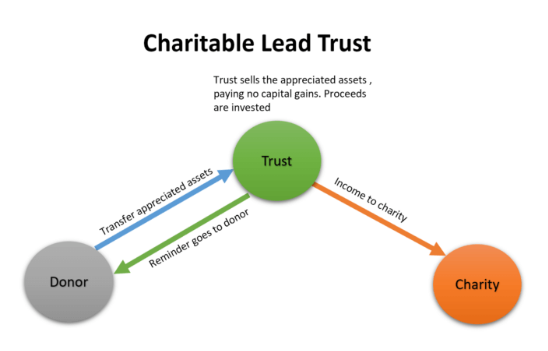 Charitable Lead Trust
Trust sells the appreciated assets ,
paying no capital gains. Proceeds
are invested
Trust
Transfer appreciated assets
Income to charity
Reminder goes to donor
Donor
Charity